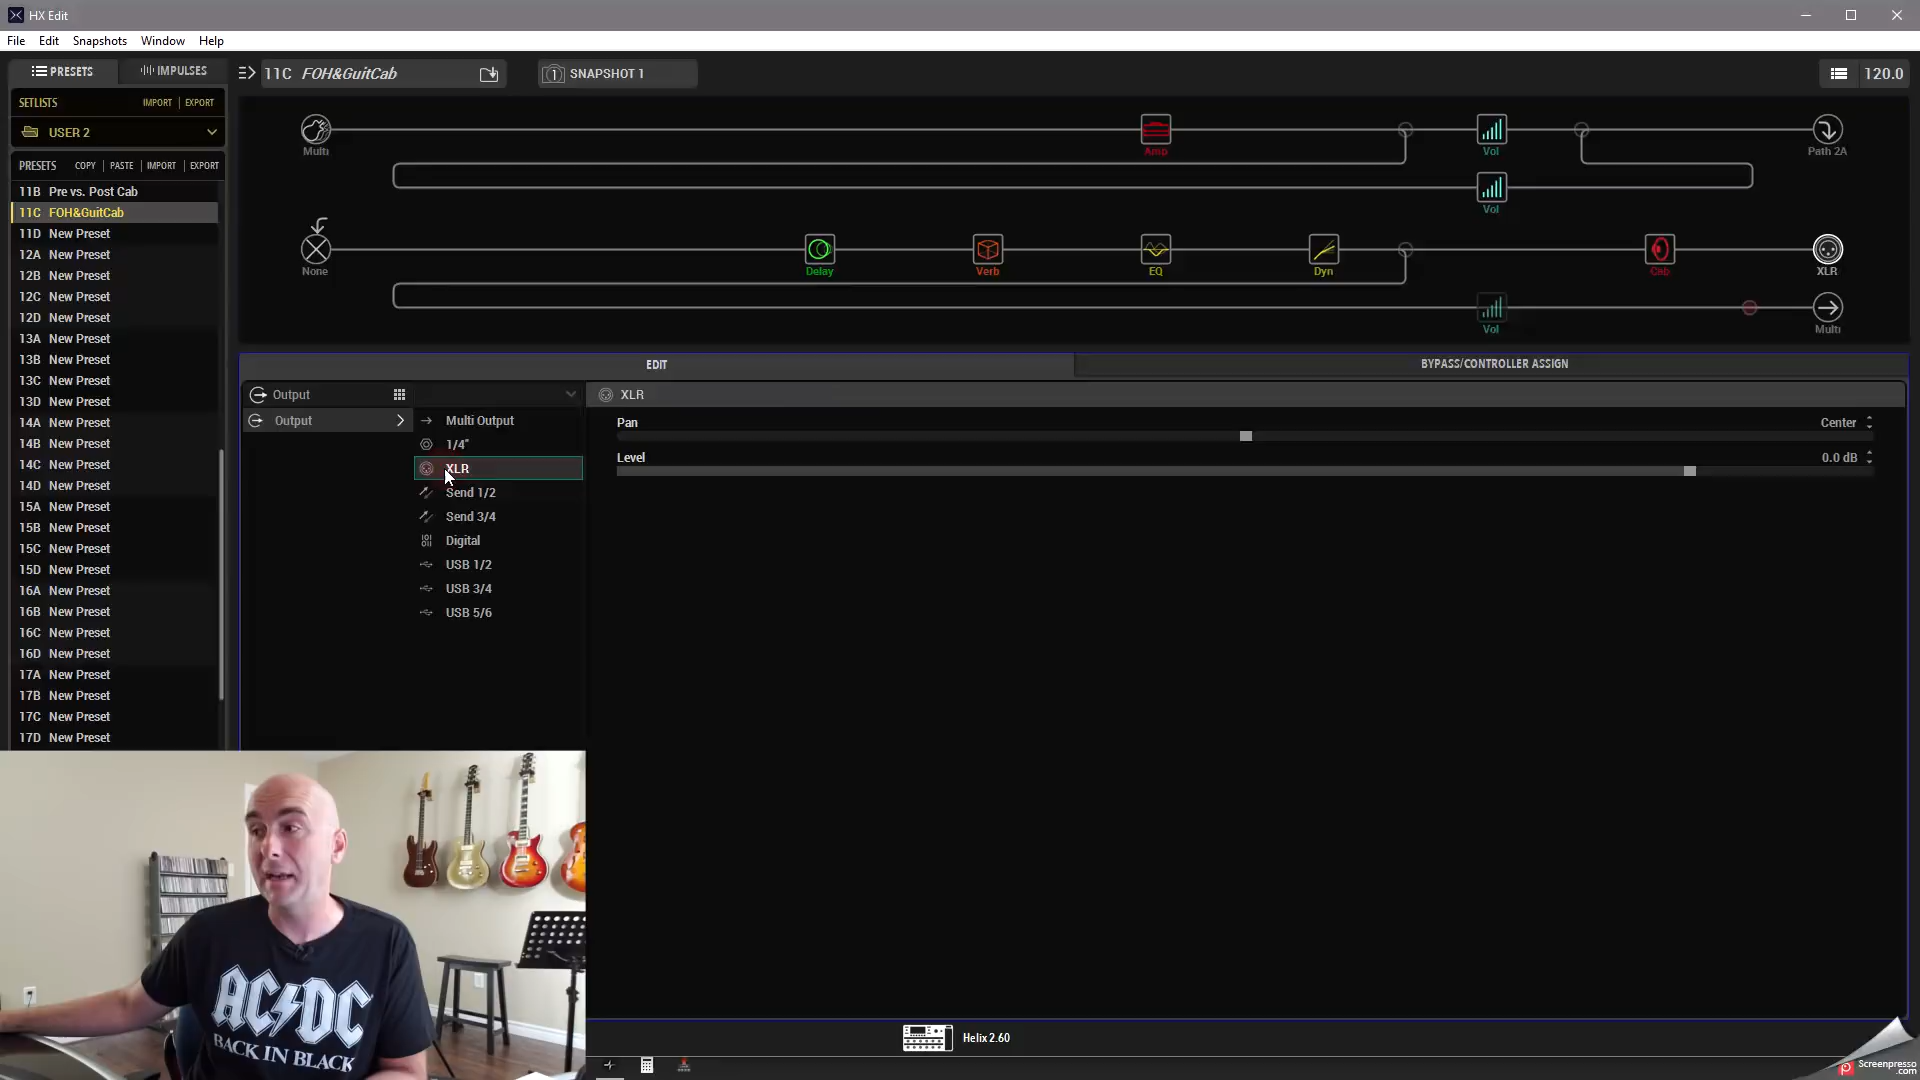 HX Edit
File Edit Snapshots Window Help
PRESETS IMPULSES
11C FOH&GuitCab
1 SNAPSHOT 1
120.0
SETLISTS IMPORT | EXPORT
USER 2
PRESETS COPY | PASTE | IMPORT | EXPORT
11B Pre vs. Post Cab
11C FOH&GuitCab
11D New Preset
12A New Preset
12B New Preset
12C New Preset
12D New Preset
13A New Preset
13B New Preset
13C New Preset
13D New Preset
14A New Preset
14B New Preset
14C New Preset
14D New Preset
15A New Preset
15B New Preset
15C New Preset
15D New Preset
16A New Preset
16B New Preset
16C New Preset
16D New Preset
17A New Preset
17B New Preset
17C New Preset
17D New Preset
Multi Amp Vol Path 2A
Vol
None Delay Verb EQ Dyn Cab XLR
Vol Multi
EDIT
BYPASS/CONTROLLER ASSIGN
Output
Output
Multi Output
1/4"
XLR
Send 1/2
Send 3/4
Digital
USB 1/2
USB 3/4
USB 5/6
XLR
Pan Center
Level 0.0 dB
AC DC
BACK IN BLACK
Helix 2.60
Screenpresso
.com